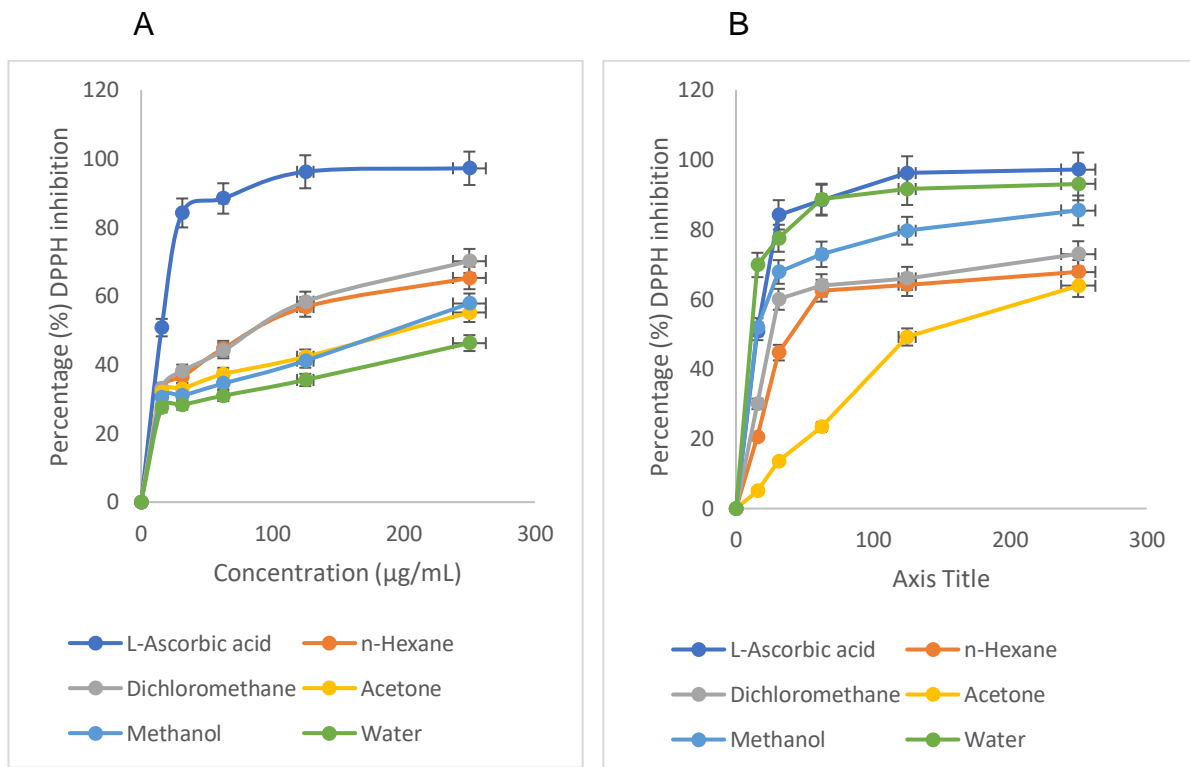 A
120
100
80
60
40
20
0
Percentage (%) DPPH inhibition
0 100 200 300
Concentration (µg/mL)
L-Ascorbic acid n-Hexane
Dichloromethane Acetone
Methanol Water
B
120
100
80
60
40
20
0
Percentage (%) DPPH inhibition
0 100 200 300
Axis Title
L-Ascorbic acid n-Hexane
Dichloromethane Acetone
Methanol Water